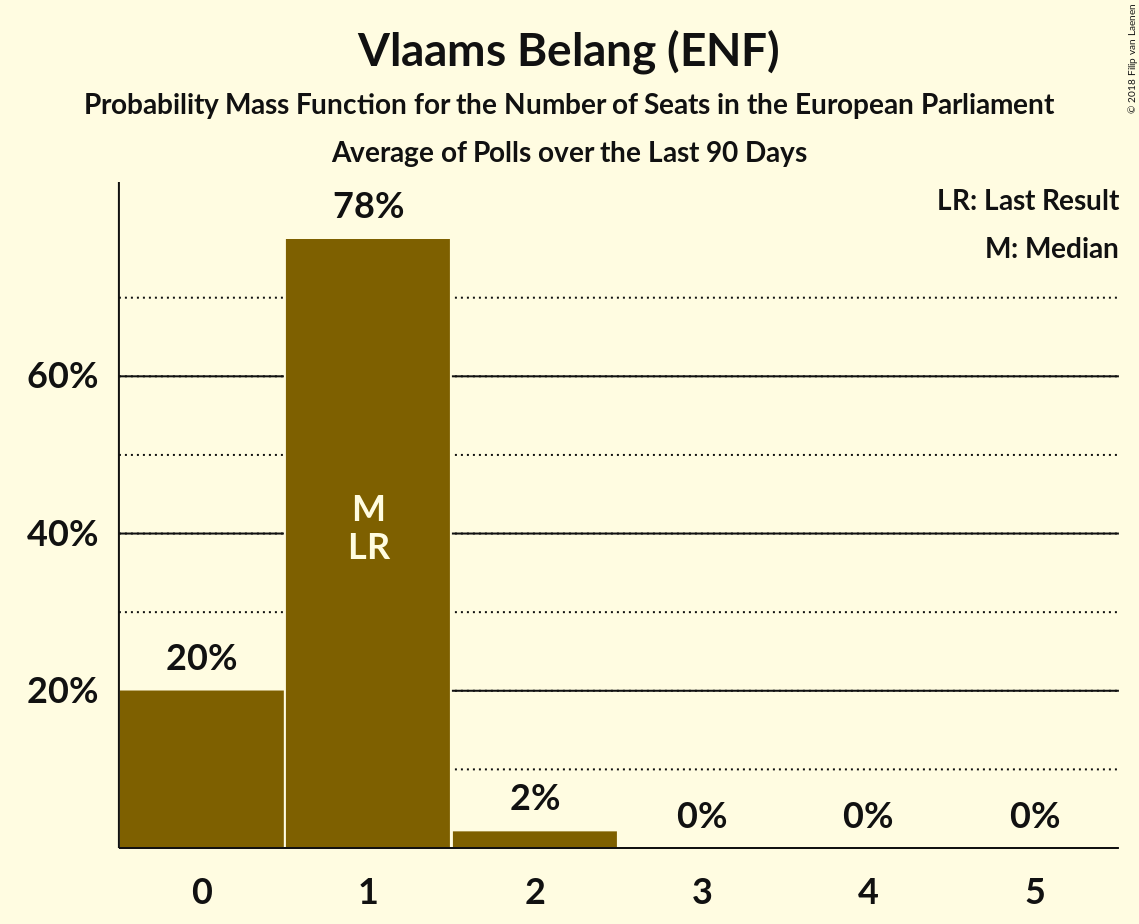 Vlaams Belang (ENF)
Probability Mass Function for the Number of Seats in the European Parliament
Average of Polls over the Last 90 Days
© 2018 Filip van Laenen
LR: Last Result
M: Median
78%
60%
M
40%
LR
20%
20%
2%
0%
0%
0%
0 1 2 3 4 5